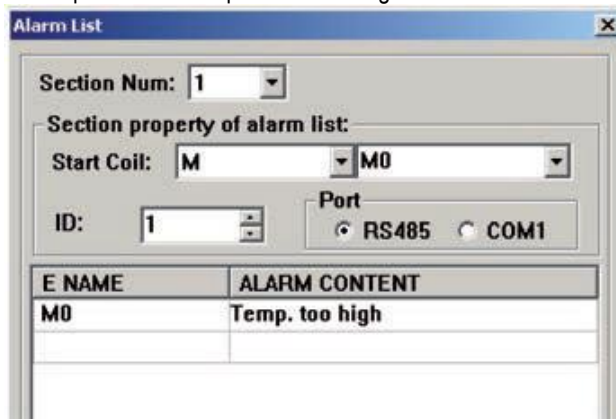 Alarm List
Section Num: 1
Section property of alarm list:
Start Coil: M M0
Port
ID: 1 RS485 COM1
E NAME ALARM CONTENT
M0 Temp. too high